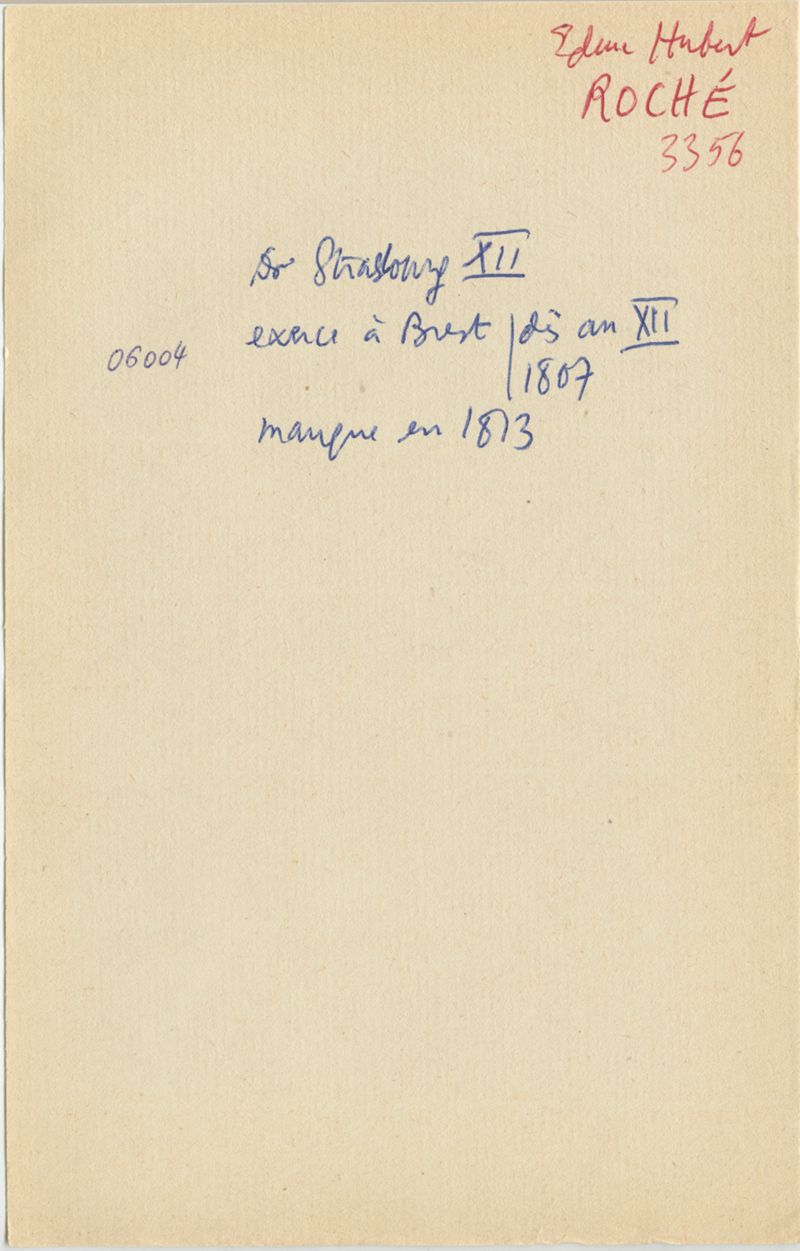 Edme Hubert
ROCHÉ
3356
Dr Strasbourg XII
exerce à Brest | dès an XII
06004
1807
manque en 1813